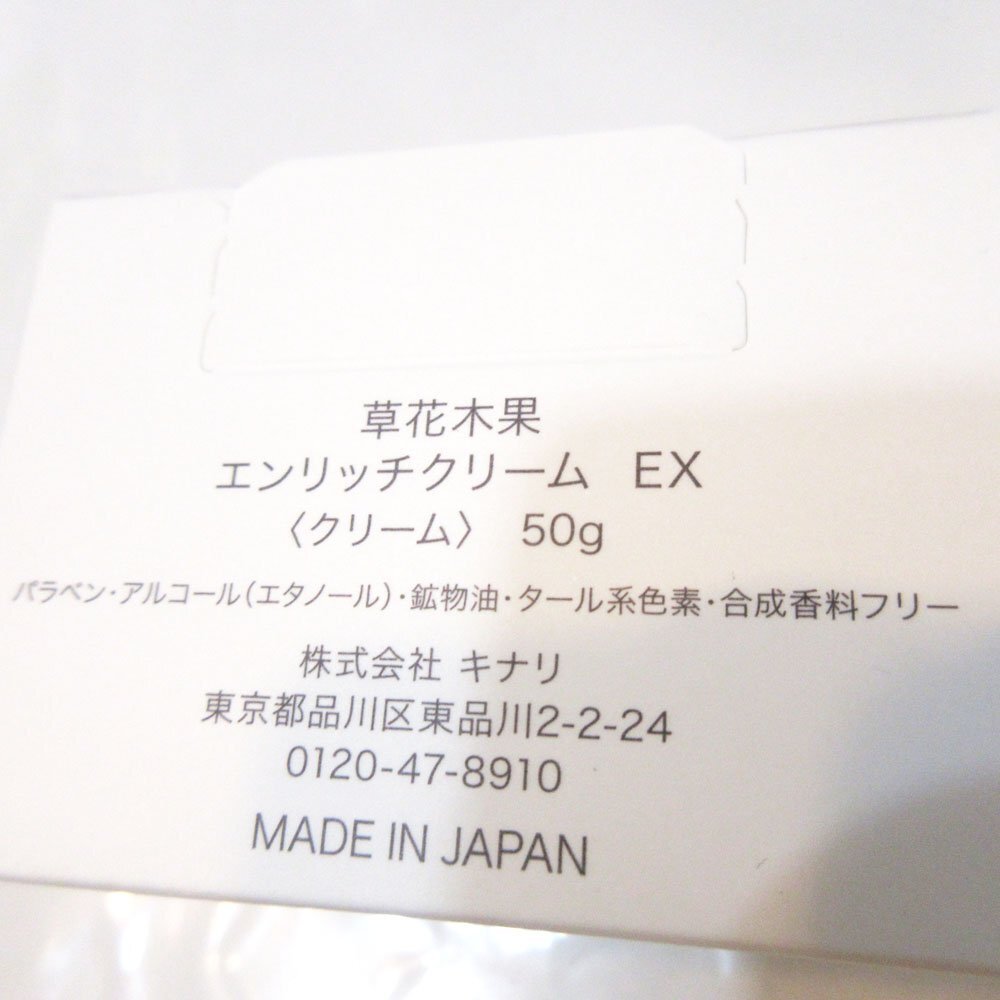 草花木果
エンリッチクリーム　EX
〈クリーム〉　50g
パラベン・アルコール（エタノール）・鉱物油・タール系色素・合成香料フリー
株式会社 キナリ
東京都品川区東品川2-2-24
0120-47-8910
MADE IN JAPAN